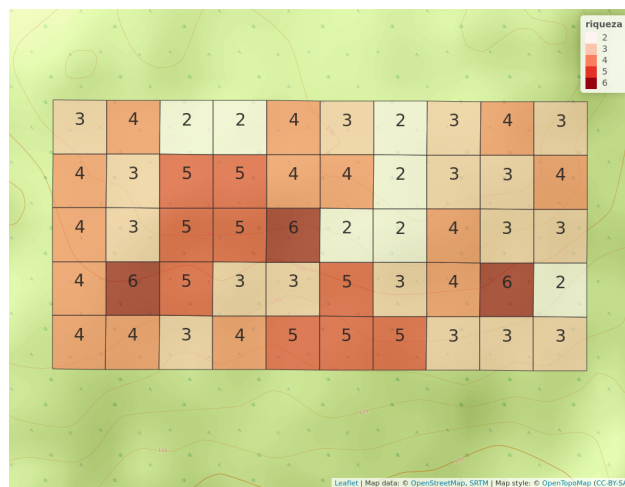 riqueza
2
3
4
5
6
3 4 2 2 4 3 2 3 4 3
4 3 5 5 4 4 2 3 3 4
4 3 5 5 6 2 2 4 3 3
4 6 5 3 3 5 3 4 6 2
4 4 3 4 5 5 5 3 3 3
Leaflet | Map data: © OpenStreetMap, SRTM | Map style: © OpenTopoMap (CC-BY-SA